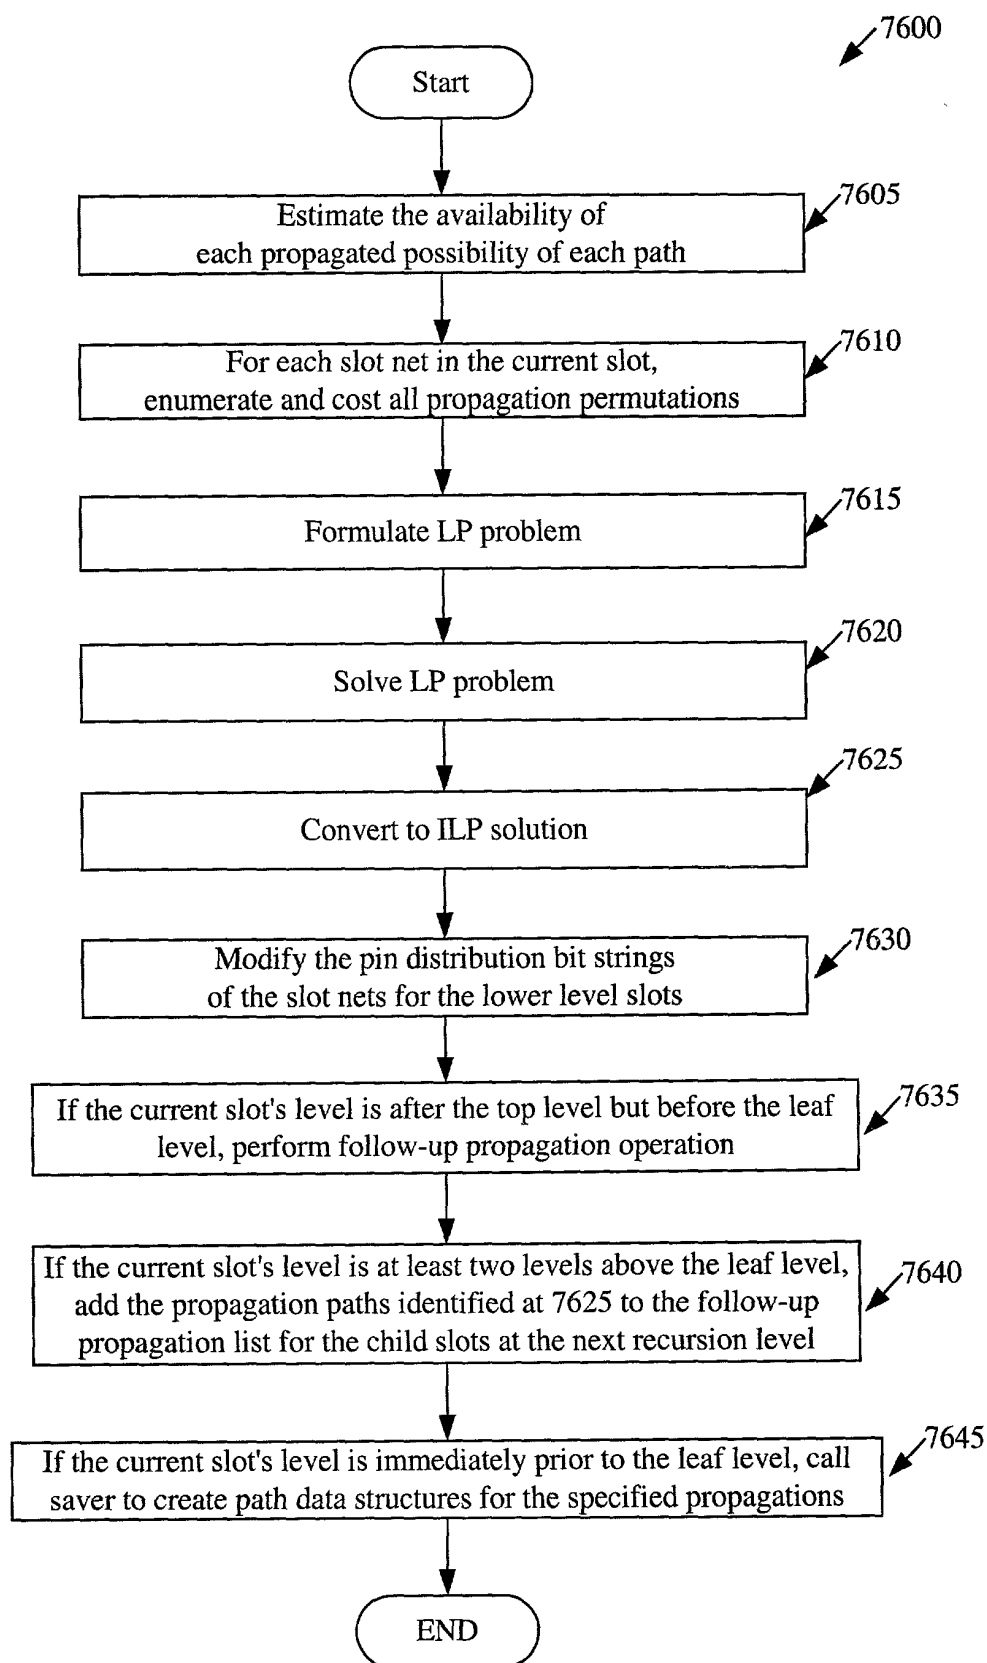 7600
Start
7605
Estimate the availability of
each propagated possibility of each path
7610
For each slot net in the current slot,
enumerate and cost all propagation permutations
7615
Formulate LP problem
7620
Solve LP problem
7625
Convert to ILP solution
7630
Modify the pin distribution bit strings
of the slot nets for the lower level slots
7635
If the current slot's level is after the top level but before the leaf
level, perform follow-up propagation operation
7640
If the current slot's level is at least two levels above the leaf level,
add the propagation paths identified at 7625 to the follow-up
propagation list for the child slots at the next recursion level
7645
If the current slot's level is immediately prior to the leaf level, call
saver to create path data structures for the specified propagations
END